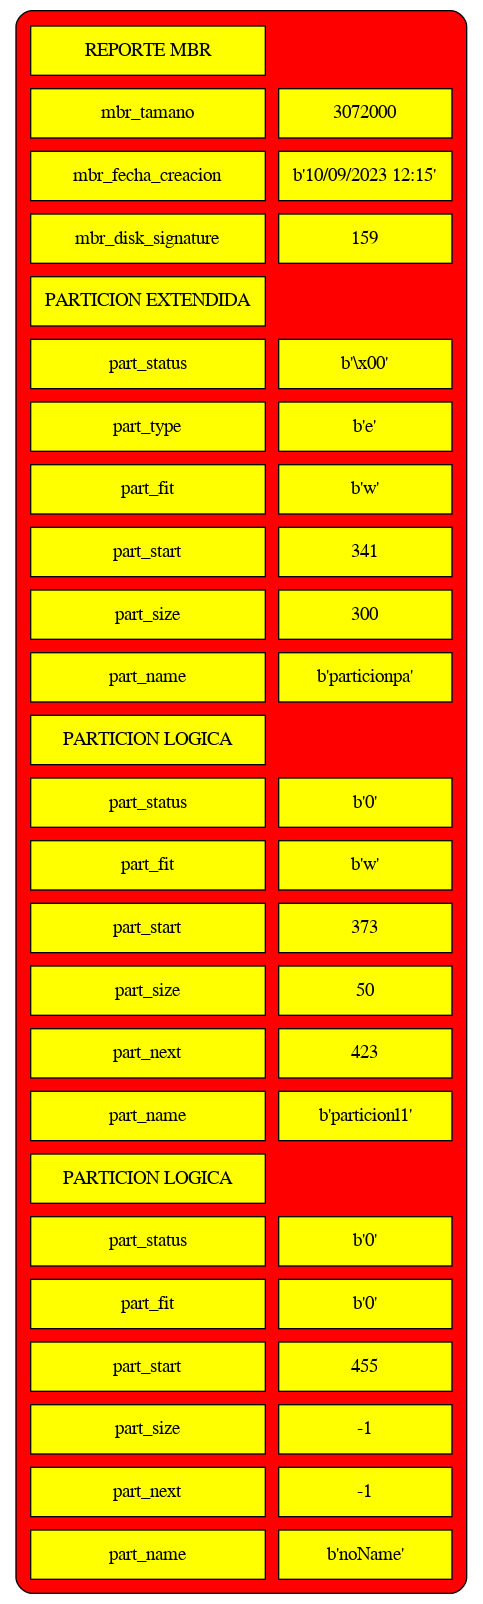 REPORTE MBR
mbr_tamano 3072000
mbr_fecha_creacion b'10/09/2023 12:15'
mbr_disk_signature 159
PARTICION EXTENDIDA
part_status b'\x00'
part_type b'e'
part_fit b'w'
part_start 341
part_size 300
part_name b'particionpa'
PARTICION LOGICA
part_status b'0'
part_fit b'w'
part_start 373
part_size 50
part_next 423
part_name b'particionl1'
PARTICION LOGICA
part_status b'0'
part_fit b'0'
part_start 455
part_size -1
part_next -1
part_name b'noName'